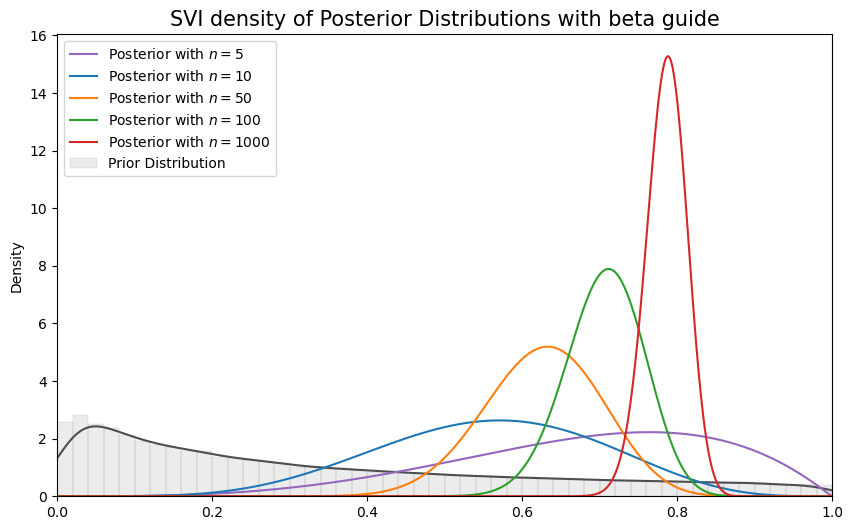 SVI density of Posterior Distributions with beta guide
Posterior with n = 5
Posterior with n = 10
Posterior with n = 50
Posterior with n = 100
Posterior with n = 1000
Prior Distribution
Density
16
14
12
10
8
6
4
2
0
0.0 0.2 0.4 0.6 0.8 1.0